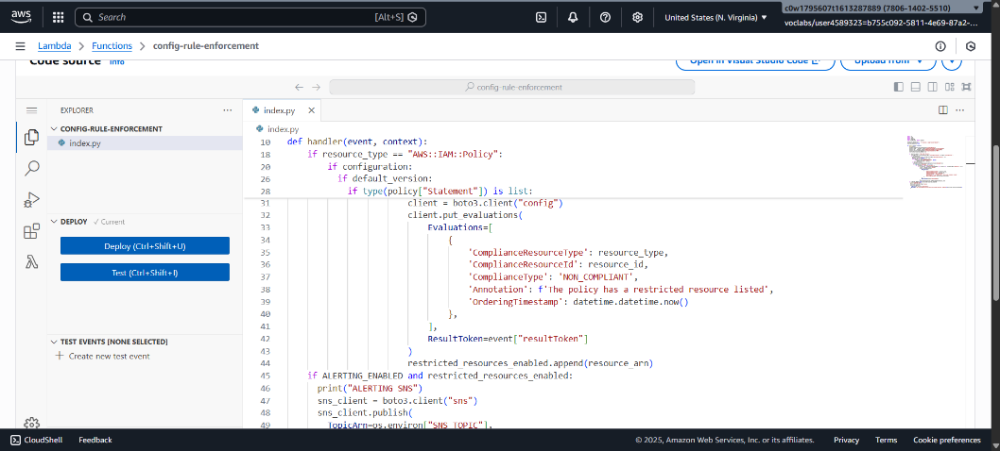 aws
Search
[Alt+S]
United States (N. Virginia)
c0w179560711613287889 (7806-1402-5510)
voclabs/user4589323=b755c092-5811-4e69-87a2-...
Lambda
Functions
config-rule-enforcement
Code source
Info
Open in Visual Studio Code
Upload from
config-rule-enforcement
EXPLORER
CONFIG-RULE-ENFORCEMENT
index.py
DEPLOY
Current
Deploy (Ctrl+Shift+U)
Test (Ctrl+Shift+I)
TEST EVENTS [NONE SELECTED]
Create new test event
index.py
index.py
10 def handler(event, context):
18 if resource_type == "AWS::IAM::Policy":
20 if configuration:
26 if default_version:
28 if type(policy["Statement"]) is list:
31 client = boto3.client("config")
32 client.put_evaluations(
33 Evaluations=[
34 {
35 'ComplianceResourceType': resource_type,
36 'ComplianceResourceId': resource_id,
37 'ComplianceType': 'NON_COMPLIANT',
38 'Annotation': f'The policy has a restricted resource listed',
39 'OrderingTimestamp': datetime.datetime.now()
40 },
41 ],
42 ResultToken=event["resultToken"]
43 )
44 restricted_resources_enabled.append(resource_arn)
45 if ALERTING_ENABLED and restricted_resources_enabled:
46 print("ALERTING SNS")
47 sns_client = boto3.client("sns")
48 sns_client.publish(
49 TopicArn=os.environ["SNS_TOPIC"],
CloudShell
Feedback
© 2025, Amazon Web Services, Inc. or its affiliates.
Privacy
Terms
Cookie preferences